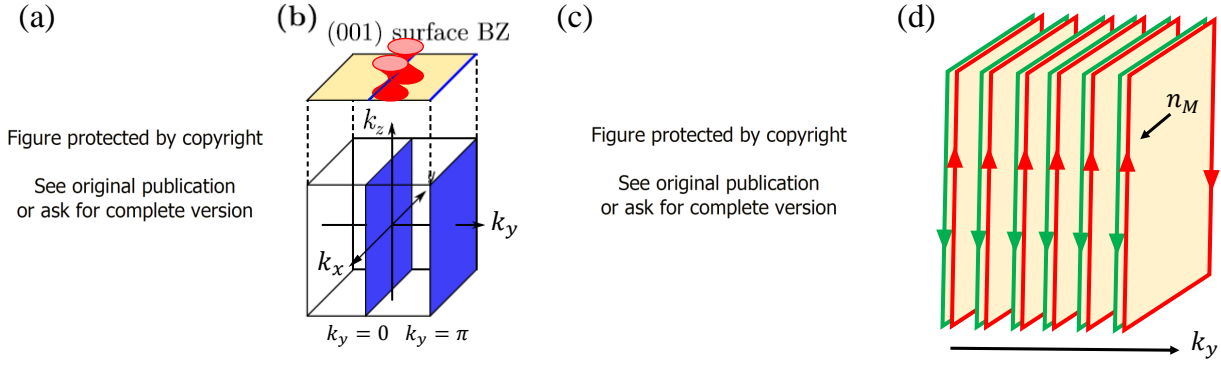 (a)
Figure protected by copyright
See original publication
or ask for complete version
(b)
(001) surface BZ
k_z
k_y
k_x
k_y = 0
k_y = π
(c)
Figure protected by copyright
See original publication
or ask for complete version
(d)
n_M
k_y